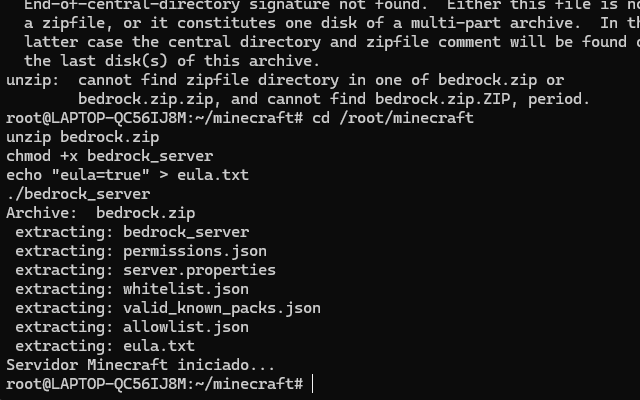 End-of-central-directory signature not found.  Either this file is no
a zipfile, or it constitutes one disk of a multi-part archive.  In th
latter case the central directory and zipfile comment will be found o
the last disk(s) of this archive.
unzip:  cannot find zipfile directory in one of bedrock.zip or
        bedrock.zip.zip, and cannot find bedrock.zip.ZIP, period.
root@LAPTOP-QC56IJ8M:~/minecraft# cd /root/minecraft
unzip bedrock.zip
chmod +x bedrock_server
echo "eula=true" > eula.txt
./bedrock_server
Archive:  bedrock.zip
 extracting: bedrock_server
 extracting: permissions.json
 extracting: server.properties
 extracting: whitelist.json
 extracting: valid_known_packs.json
 extracting: allowlist.json
 extracting: eula.txt
Servidor Minecraft iniciado...
root@LAPTOP-QC56IJ8M:~/minecraft#